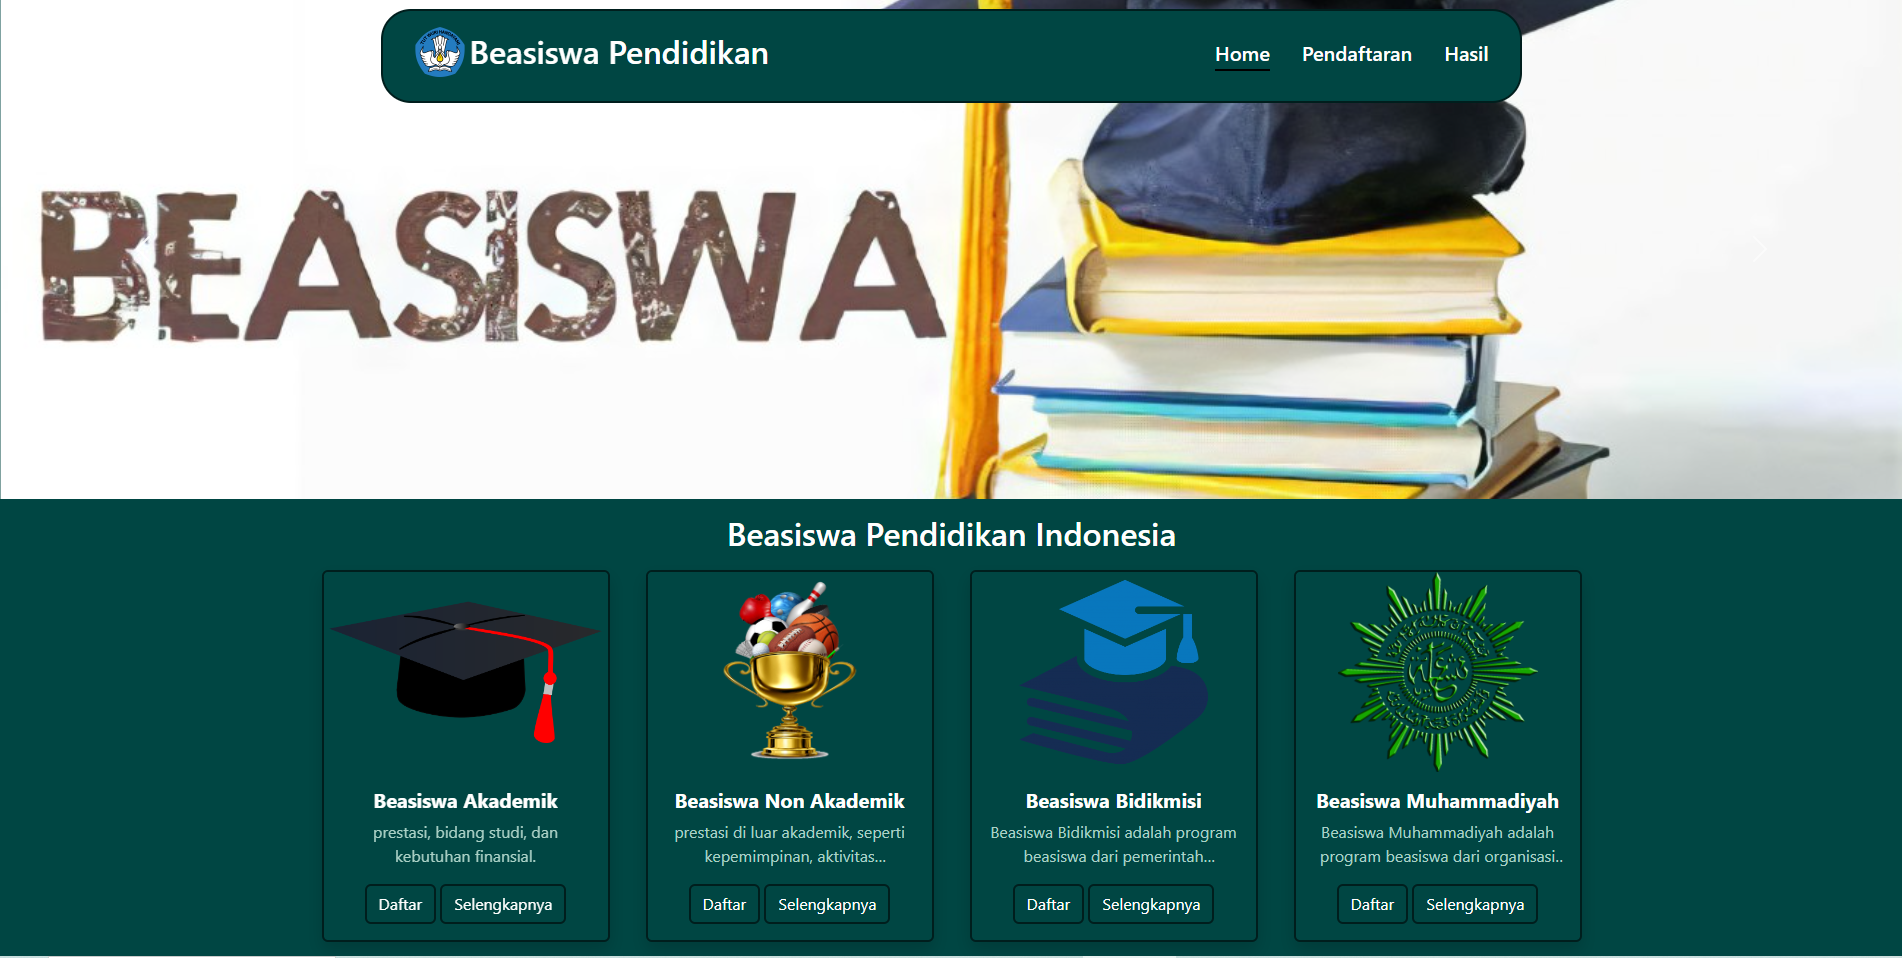 Beasiswa Pendidikan
Home
Pendaftaran
Hasil
BEASISWA
Beasiswa Pendidikan Indonesia
Beasiswa Akademik
prestasi, bidang studi, dan
kebutuhan finansial.
Daftar
Selengkapnya
Beasiswa Non Akademik
prestasi di luar akademik, seperti
kepemimpinan, aktivitas...
Daftar
Selengkapnya
Beasiswa Bidikmisi
Beasiswa Bidikmisi adalah program
beasiswa dari pemerintah...
Daftar
Selengkapnya
Beasiswa Muhammadiyah
Beasiswa Muhammadiyah adalah
program beasiswa dari organisasi..
Daftar
Selengkapnya